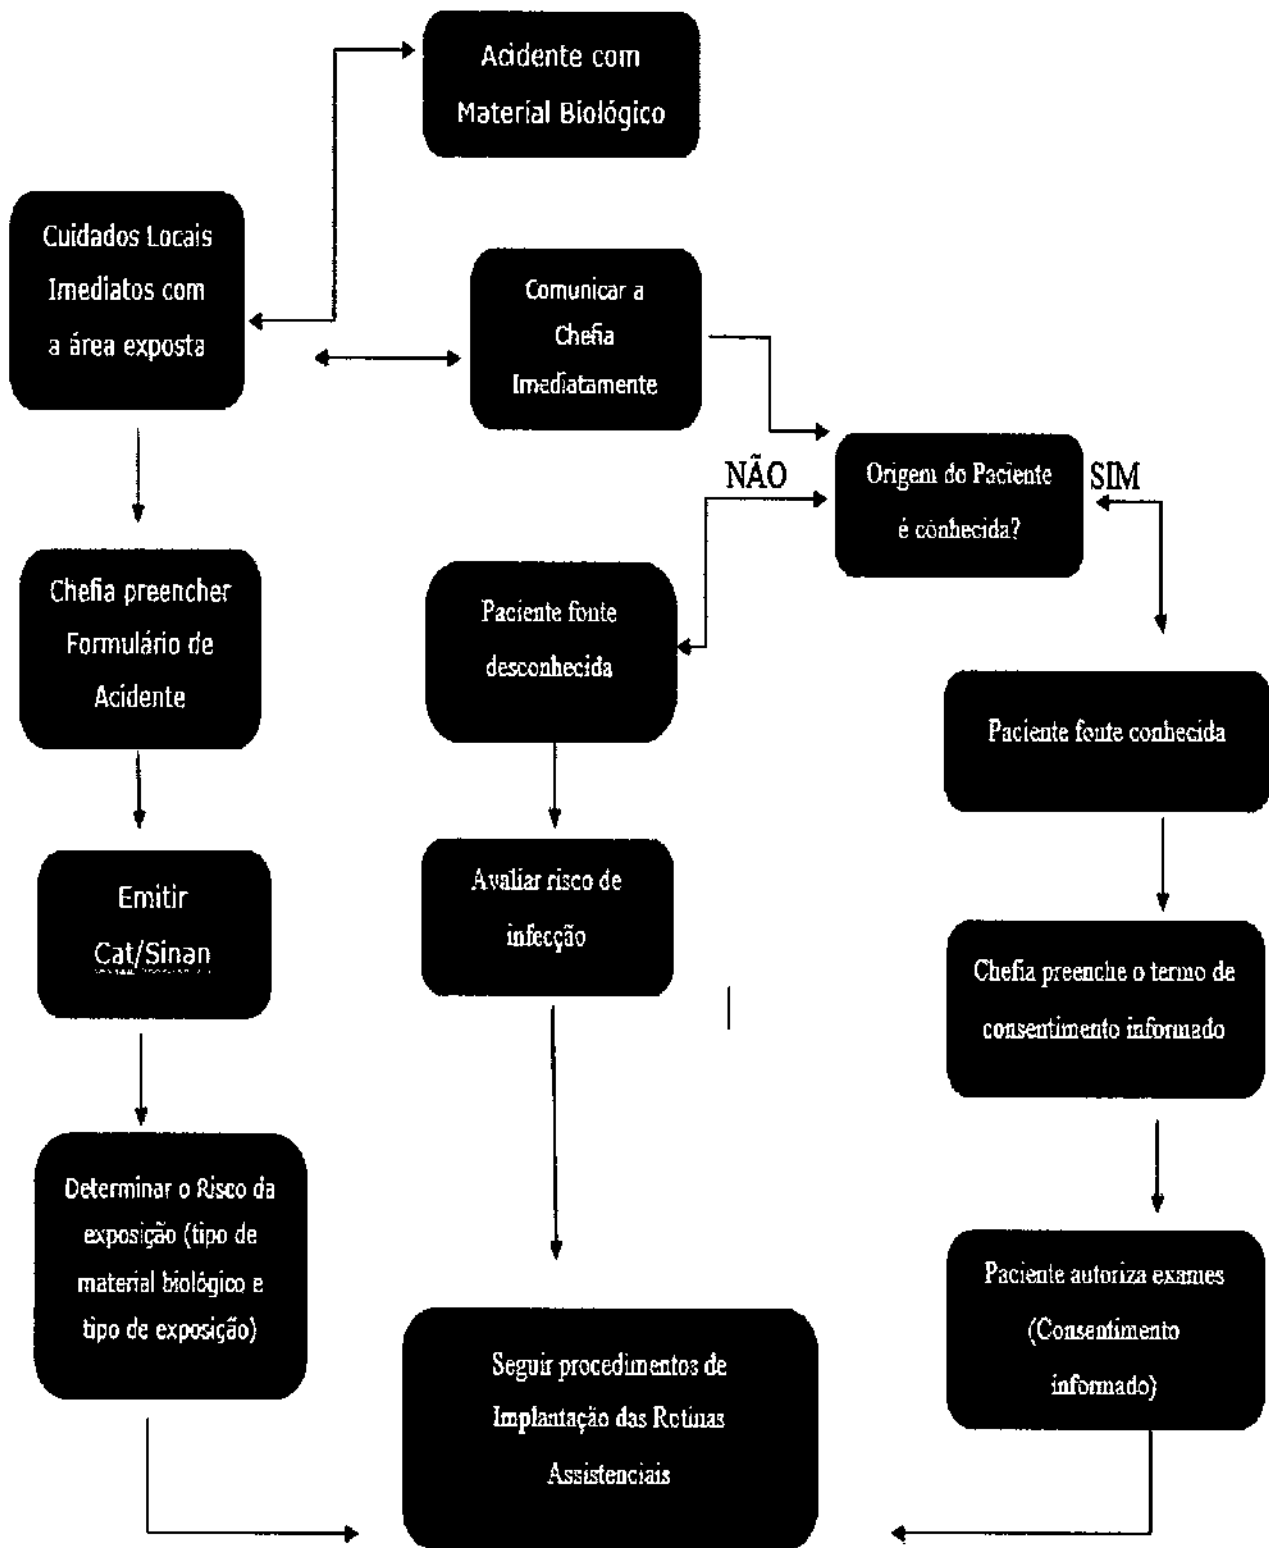 Acidente com
Material Biológico
Cuidados Locais
Imediatos com
a área exposta
Comunicar a
Chefia
Imediatamente
Origem do Paciente
é conhecida?
NÃO
SIM
Chefia preencher
Formulário de
Acidente
Paciente fonte
desconhecida
Paciente fonte conhecida
Emitir
Cat/Sinan
Avaliar risco de
infecção
Chefia preenche o termo de
consentimento informado
Determinar o Risco da
exposição (tipo de
material biológico e
tipo de exposição)
Paciente autoriza exames
(Consentimento
informado)
Seguir procedimentos de
Implantação das Rotinas
Assistenciais